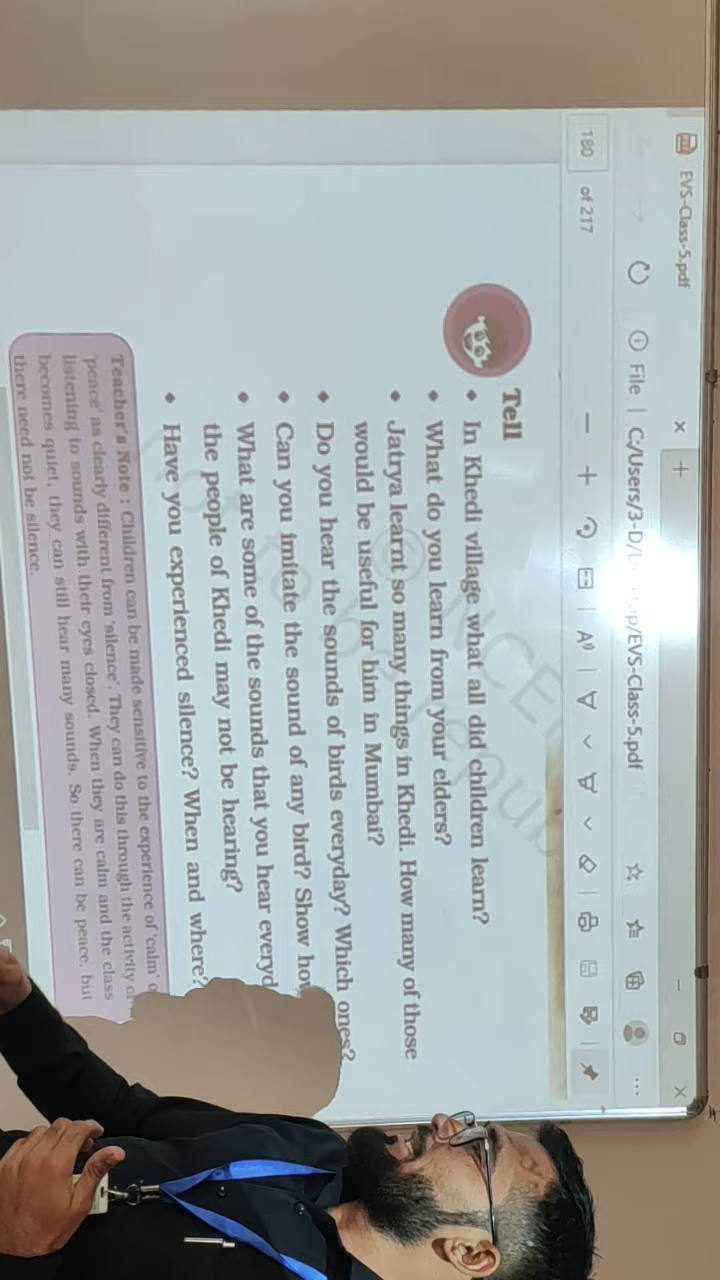 EVS-Class-5.pdf
File | C:/Users/3-D/ top/EVS-Class-5.pdf
180 of 217
Tell
• In Khedi village what all did children learn?
• What do you learn from your elders?
• Jatrya learnt so many things in Khedi. How many of those
would be useful for him in Mumbai?
• Do you hear the sounds of birds everyday? Which ones?
• Can you imitate the sound of any bird? Show
• What are some of the sounds that you hear
the people of Khedi may not be hearing?
• Have you experienced silence? When and where?
Teacher's Note : Children can be made sensitive to the experience of 'calm'
'peace' as clearly different from 'silence'. They can do this through the activity
listening to sounds with their eyes closed. When they are calm and the class
becomes quiet, they can still hear many sounds. So there can be peace, but
there need not be silence.
© NCE
not to be repub